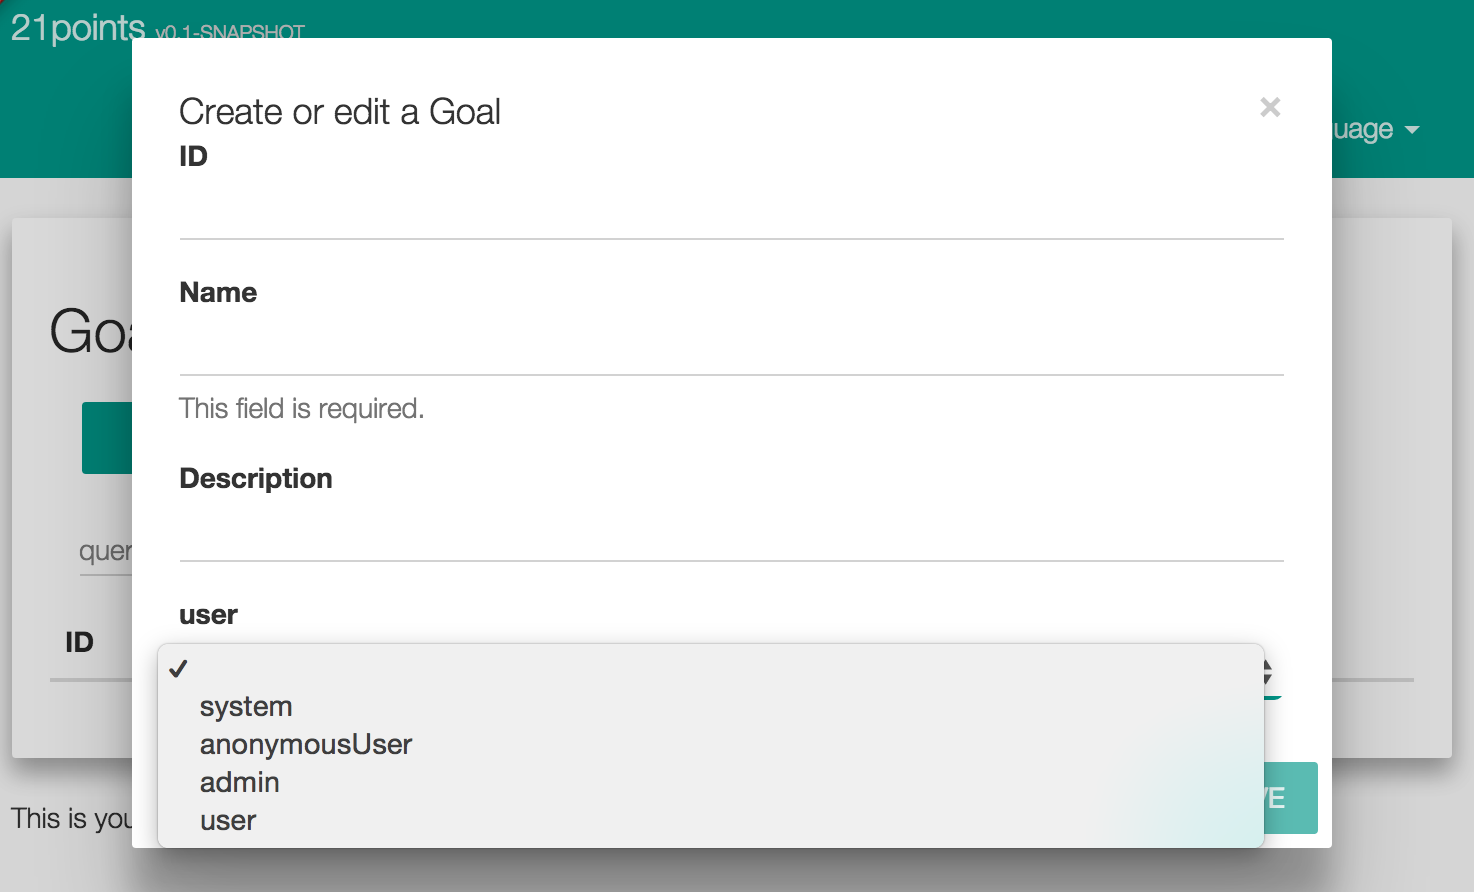 21points v0.1-SNAPSHOT
Create or edit a Goal
×
uage
ID
Name
This field is required.
Description
quer
user
ID
✓
system
anonymousUser
admin
user
This is you